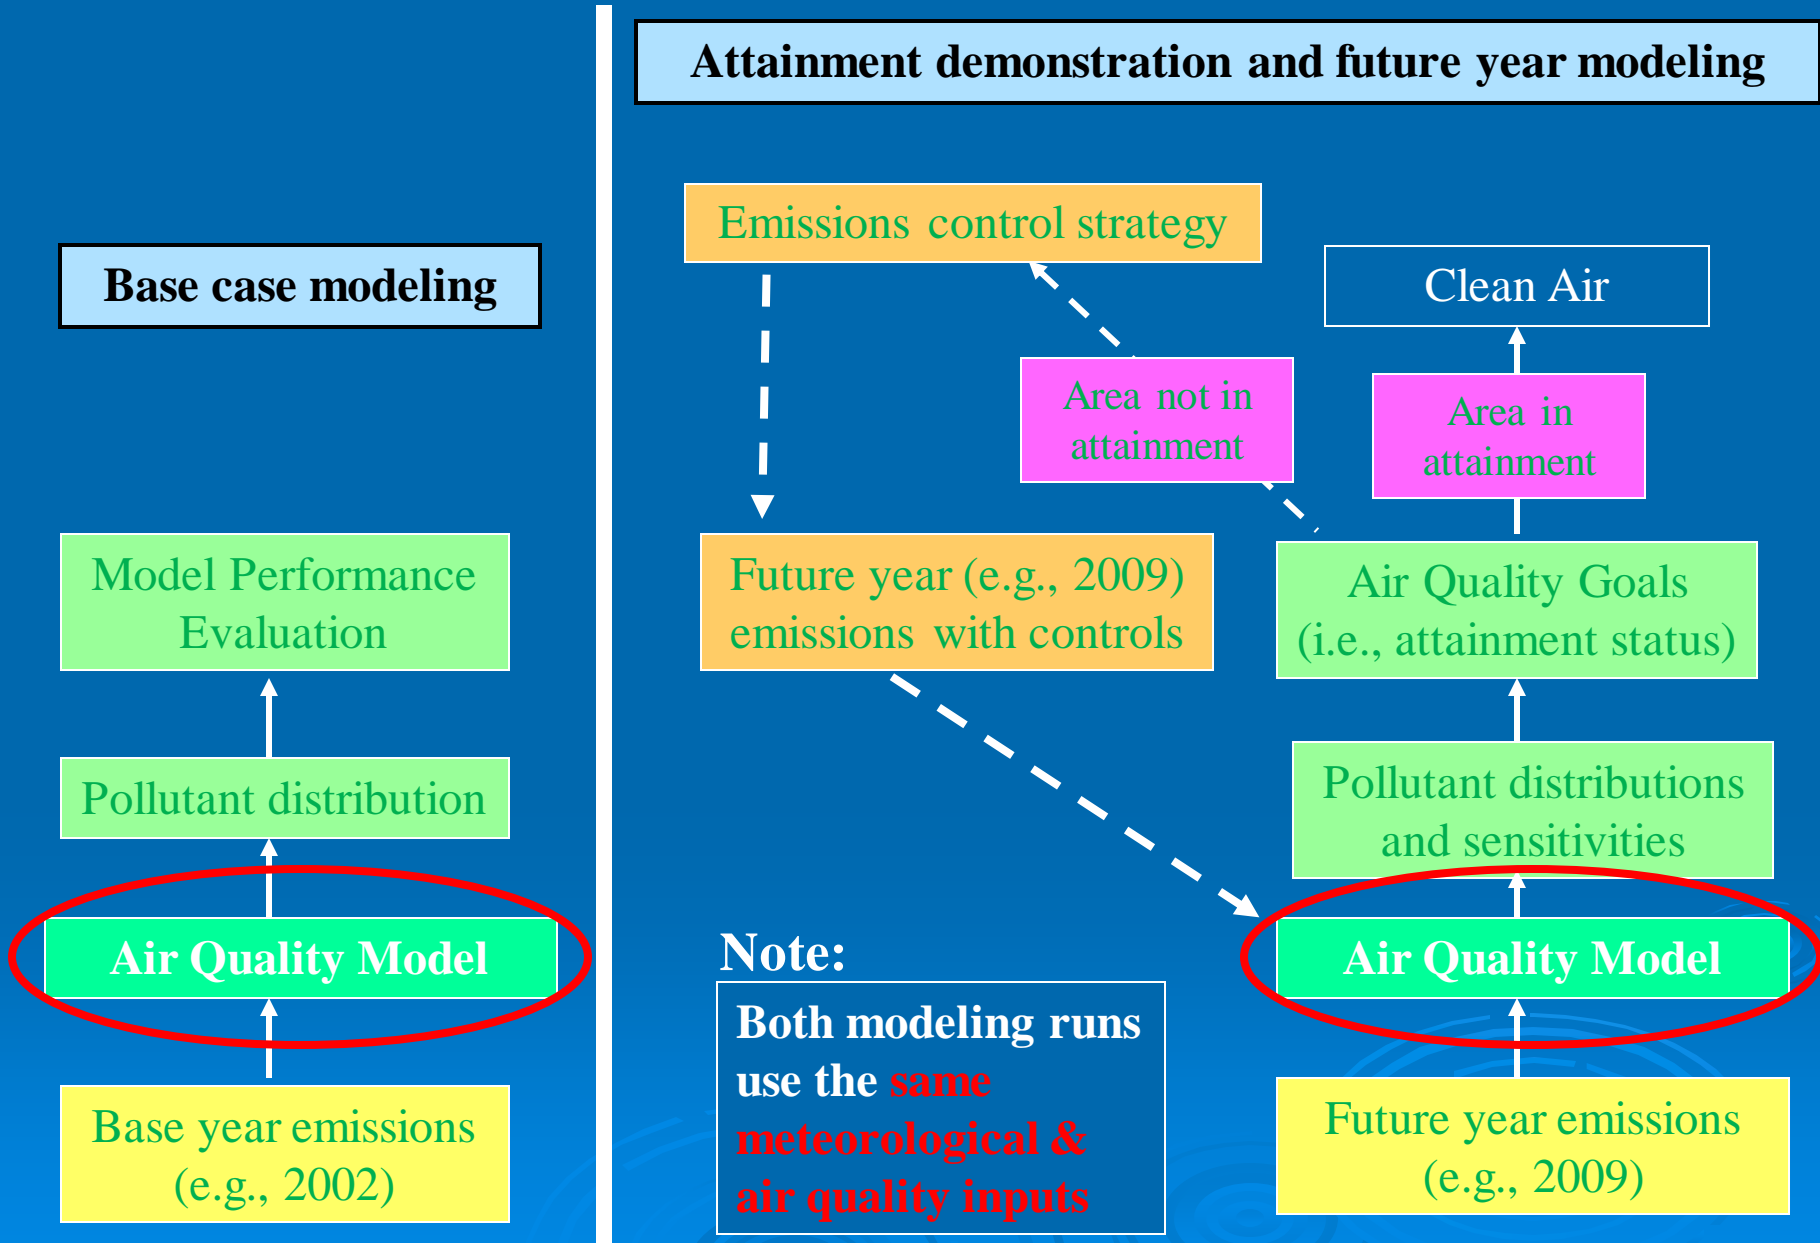 Attainment demonstration and future year modeling
Base case modeling
Model Performance
Evaluation
Pollutant distribution
Air Quality Model
Base year emissions
(e.g., 2002)
Emissions control strategy
Clean Air
Area not in
attainment
Area in
attainment
Future year (e.g., 2009)
emissions with controls
Air Quality Goals
(i.e., attainment status)
Pollutant distributions
and sensitivities
Air Quality Model
Future year emissions
(e.g., 2009)
Note:
Both modeling runs
use the same
meteorological &
air quality inputs